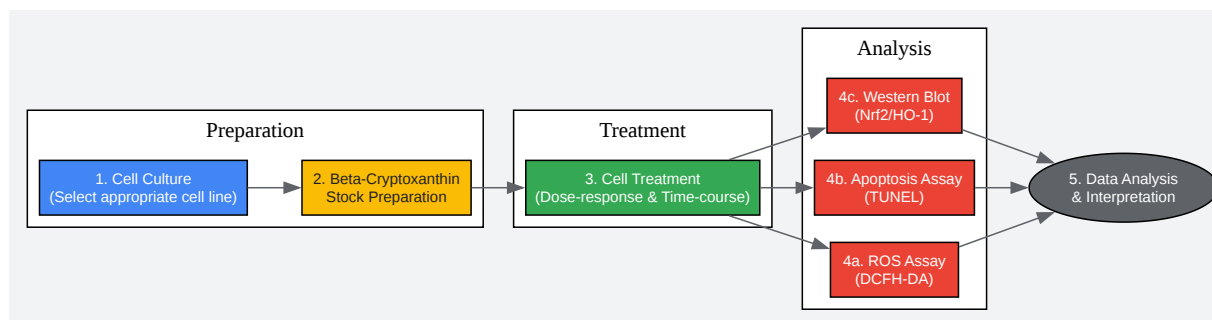 Preparation
1. Cell Culture
(Select appropriate cell line)
2. Beta-Cryptoxanthin
Stock Preparation
Treatment
3. Cell Treatment
(Dose-response & Time-course)
Analysis
4c. Western Blot
(Nrf2/HO-1)
4b. Apoptosis Assay
(TUNEL)
4a. ROS Assay
(DCFH-DA)
5. Data Analysis
& Interpretation